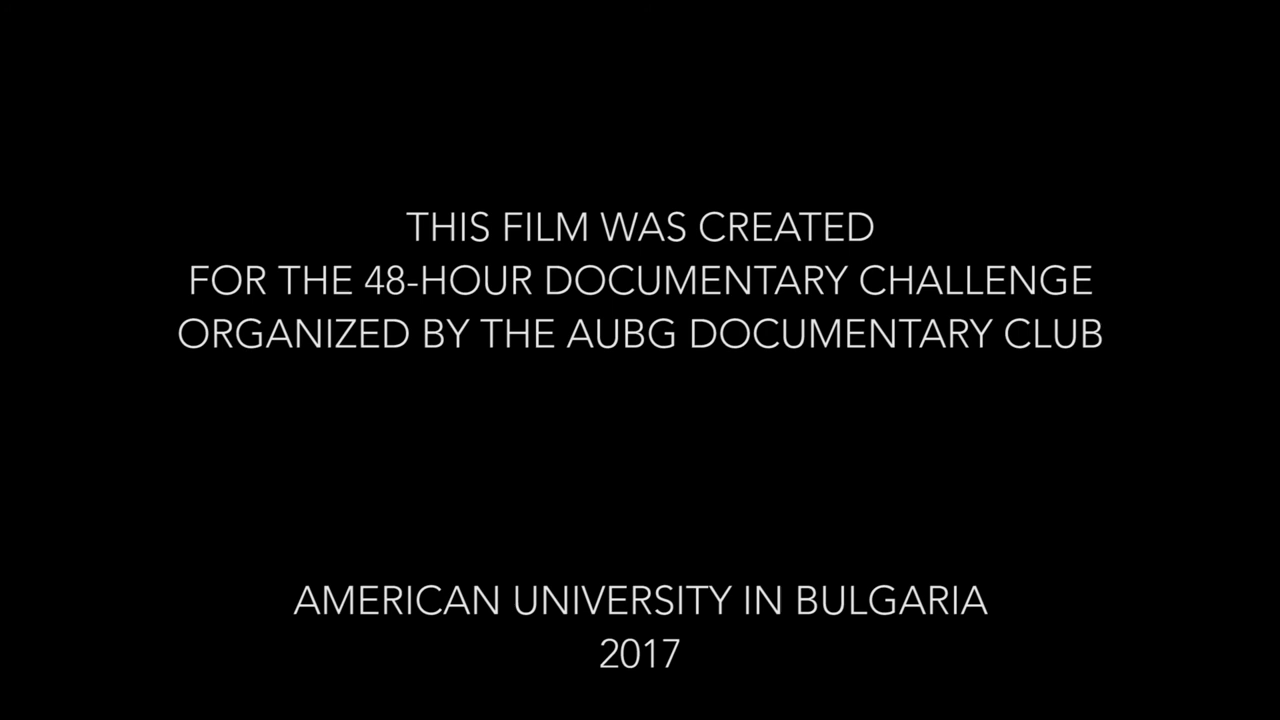 THIS FILM WAS CREATED
FOR THE 48-HOUR DOCUMENTARY CHALLENGE
ORGANIZED BY THE AUBG DOCUMENTARY CLUB
AMERICAN UNIVERSITY IN BULGARIA
2017